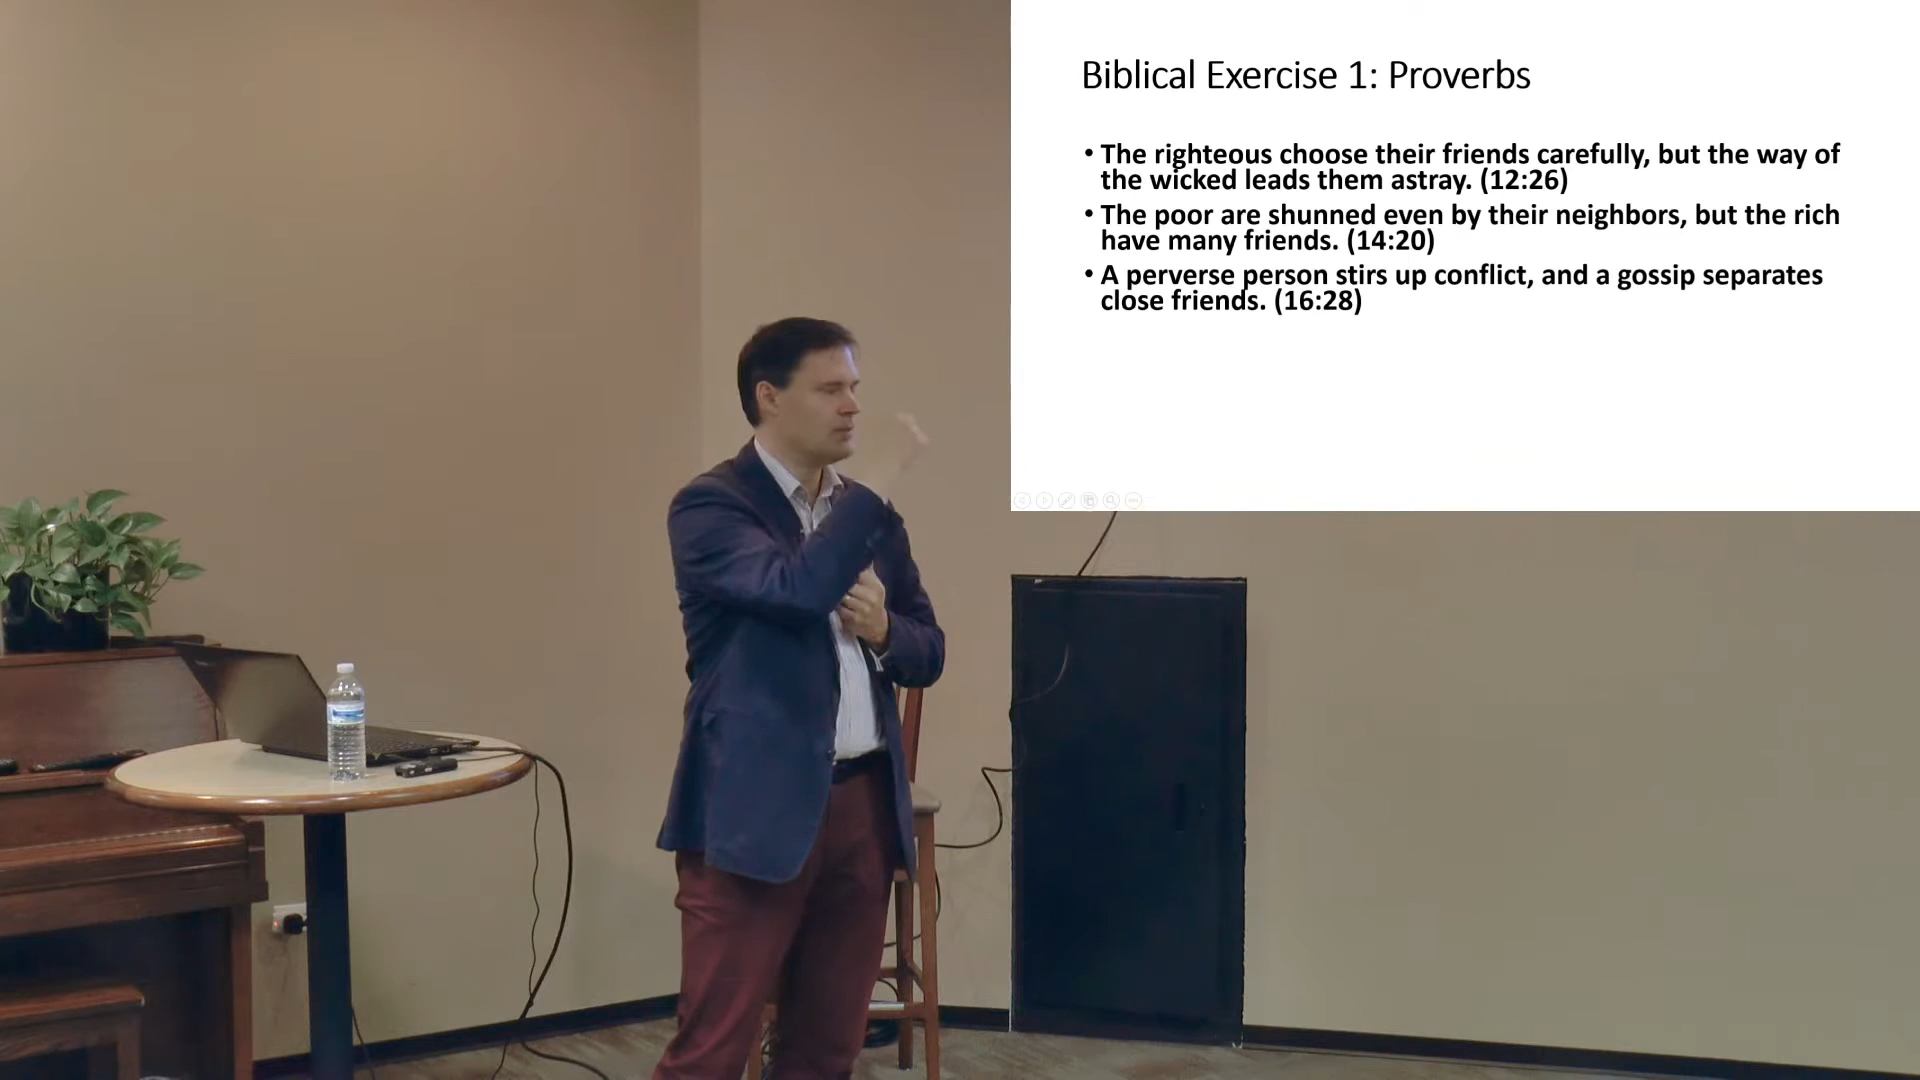 Biblical Exercise 1: Proverbs
• The righteous choose their friends carefully, but the way of
the wicked leads them astray. (12:26)
• The poor are shunned even by their neighbors, but the rich
have many friends. (14:20)
• A perverse person stirs up conflict, and a gossip separates
close friends. (16:28)